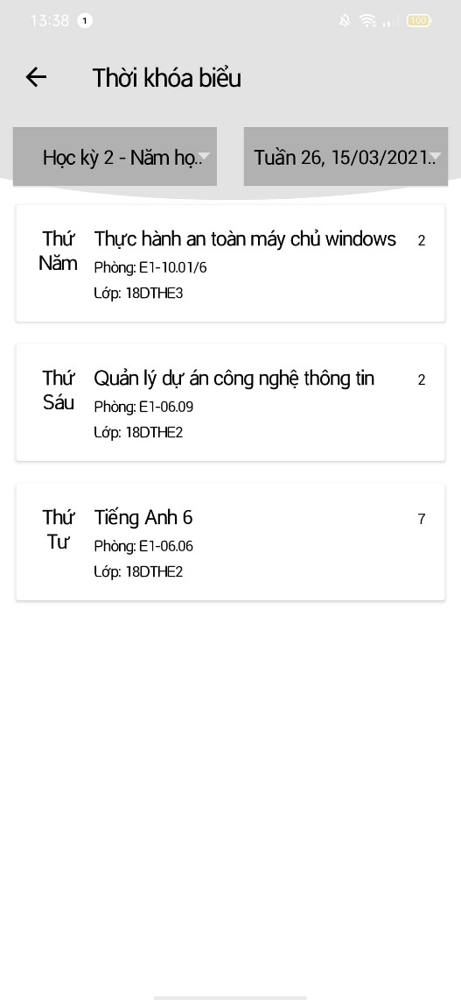 13:38 1
100
Thời khóa biểu
Học kỳ 2 - Năm họ..
Tuần 26, 15/03/2021..
Thứ Năm
Thực hành an toàn máy chủ windows
2
Phòng: E1-10.01/6
Lớp: 18DTHE3
Thứ Sáu
Quản lý dự án công nghệ thông tin
2
Phòng: E1-06.09
Lớp: 18DTHE2
Thứ Tư
Tiếng Anh 6
7
Phòng: E1-06.06
Lớp: 18DTHE2